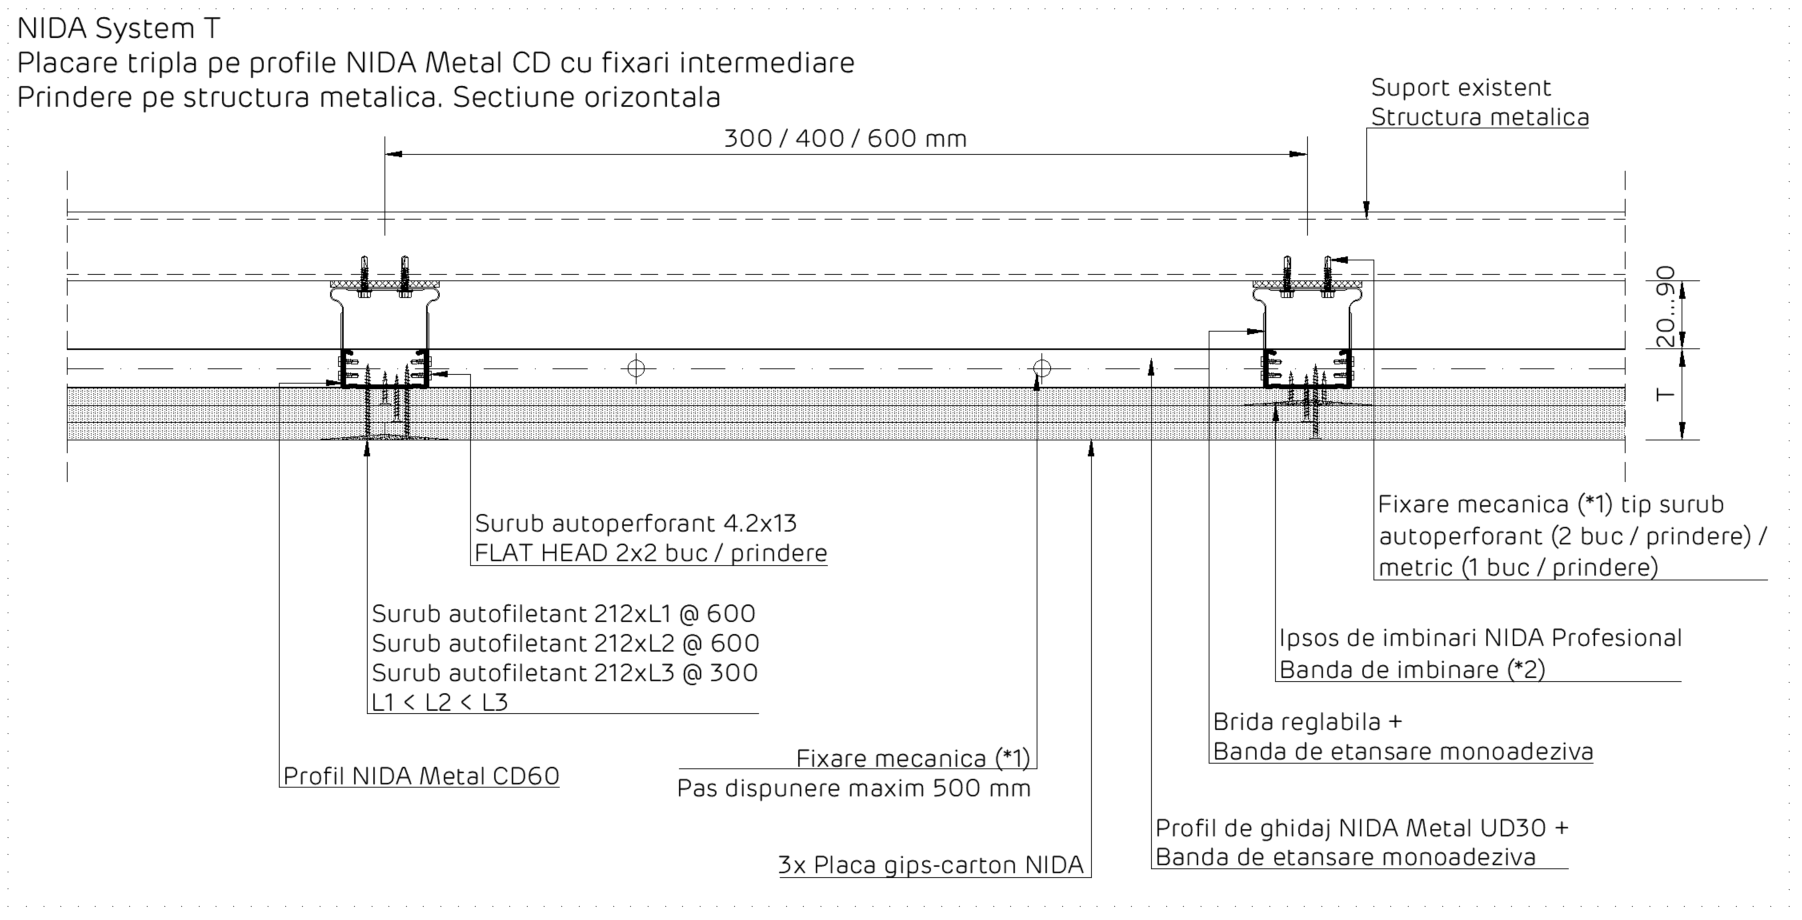 NIDA System T
Placare tripla pe profile NIDA Metal CD cu fixari intermediare
Prindere pe structura metalica. Sectiune orizontala
Suport existent
Structura metalica
300 / 400 / 600 mm
20...90
T
Surub autoperforant 4.2x13
FLAT HEAD 2x2 buc / prindere
Fixare mecanica (*1) tip surub
autoperforant (2 buc / prindere) /
metric (1 buc / prindere)
Surub autofiletant 212xL1 @ 600
Surub autofiletant 212xL2 @ 600
Surub autofiletant 212xL3 @ 300
L1 < L2 < L3
Ipsos de imbinari NIDA Profesional
Banda de imbinare (*2)
Brida reglabila +
Banda de etansare monoadeziva
Profil NIDA Metal CD60
Fixare mecanica (*1)
Pas dispunere maxim 500 mm
Profil de ghidaj NIDA Metal UD30 +
Banda de etansare monoadeziva
3x Placa gips-carton NIDA